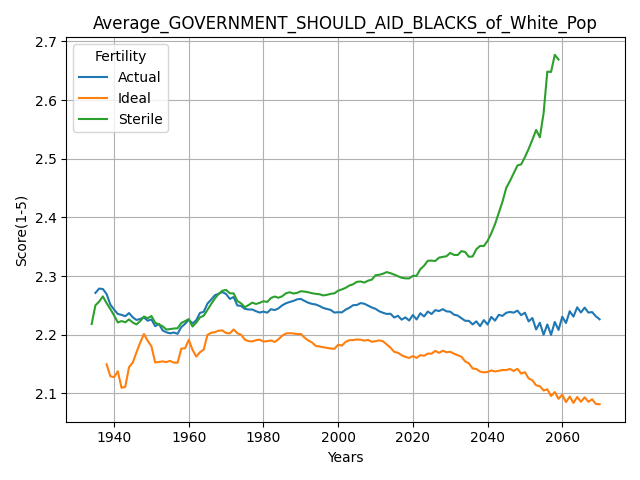 Average_GOVERNMENT_SHOULD_AID_BLACKS_of_White_Pop
Fertility
Actual
Ideal
Sterile
2.7
2.6
2.5
2.4
2.3
2.2
2.1
Score(1-5)
1940 1960 1980 2000 2020 2040 2060
Years